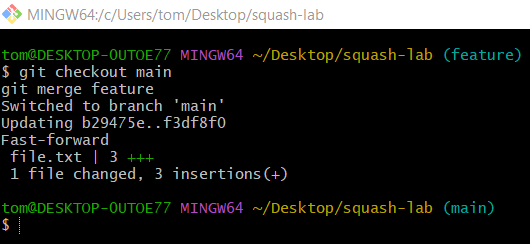 MINGW64:/c/Users/tom/Desktop/squash-lab
tom@DESKTOP-OUTOE77 MINGW64 ~/Desktop/squash-lab (feature)
$ git checkout main
git merge feature
Switched to branch 'main'
Updating b29475e..f3df8f0
Fast-forward
 file.txt | 3 +++
 1 file changed, 3 insertions(+)
tom@DESKTOP-OUTOE77 MINGW64 ~/Desktop/squash-lab (main)
$